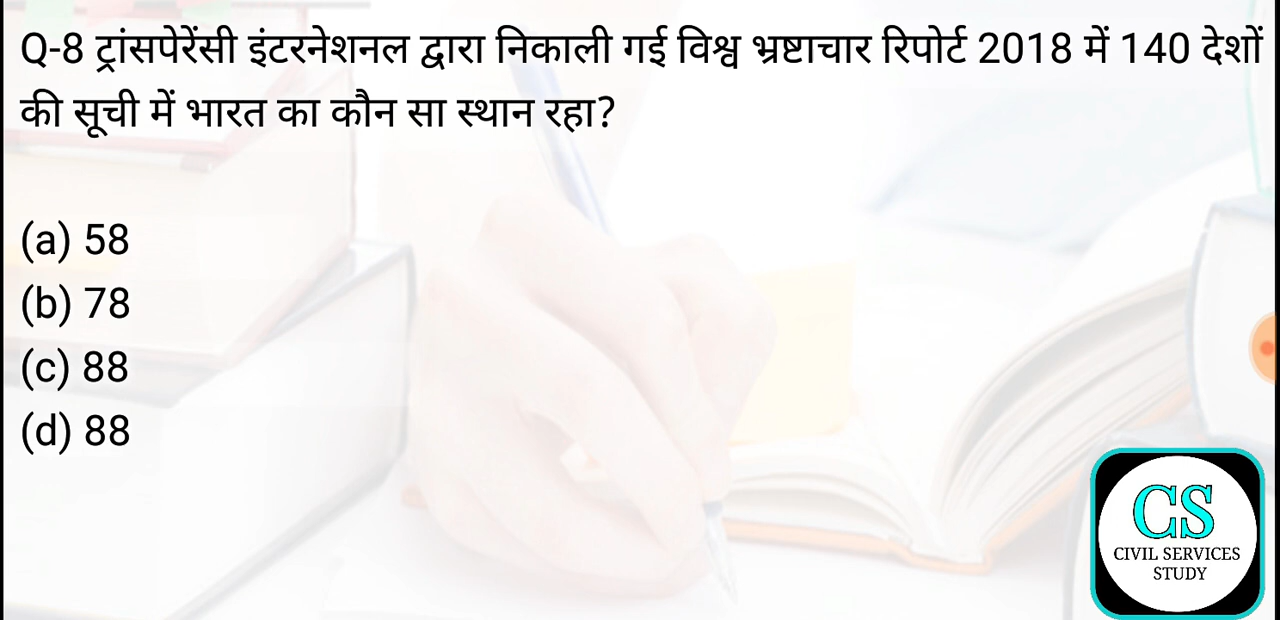 Q-8 ट्रांसपेरेंसी इंटरनेशनल द्वारा निकाली गई विश्व भ्रष्टाचार रिपोर्ट 2018 में 140 देशों
की सूची में भारत का कौन सा स्थान रहा?
(a) 58
(b) 78
(c) 88
(d) 88
CS
CIVIL SERVICES
STUDY